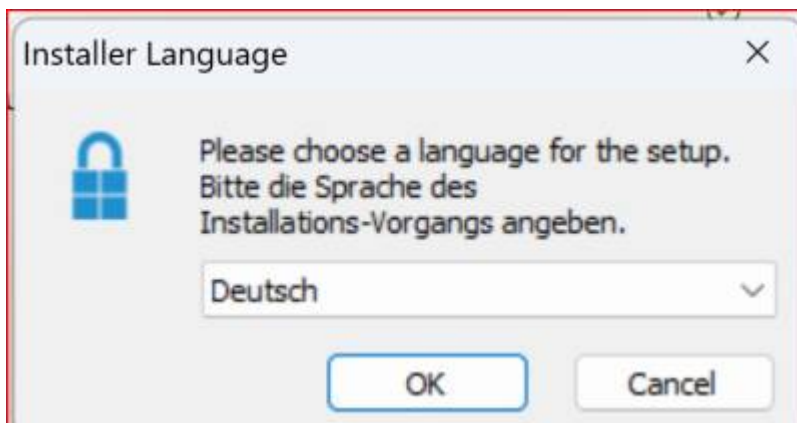 Installer Language
Please choose a language for the setup.
Bitte die Sprache des
Installations-Vorgangs angeben.
Deutsch
OK
Cancel